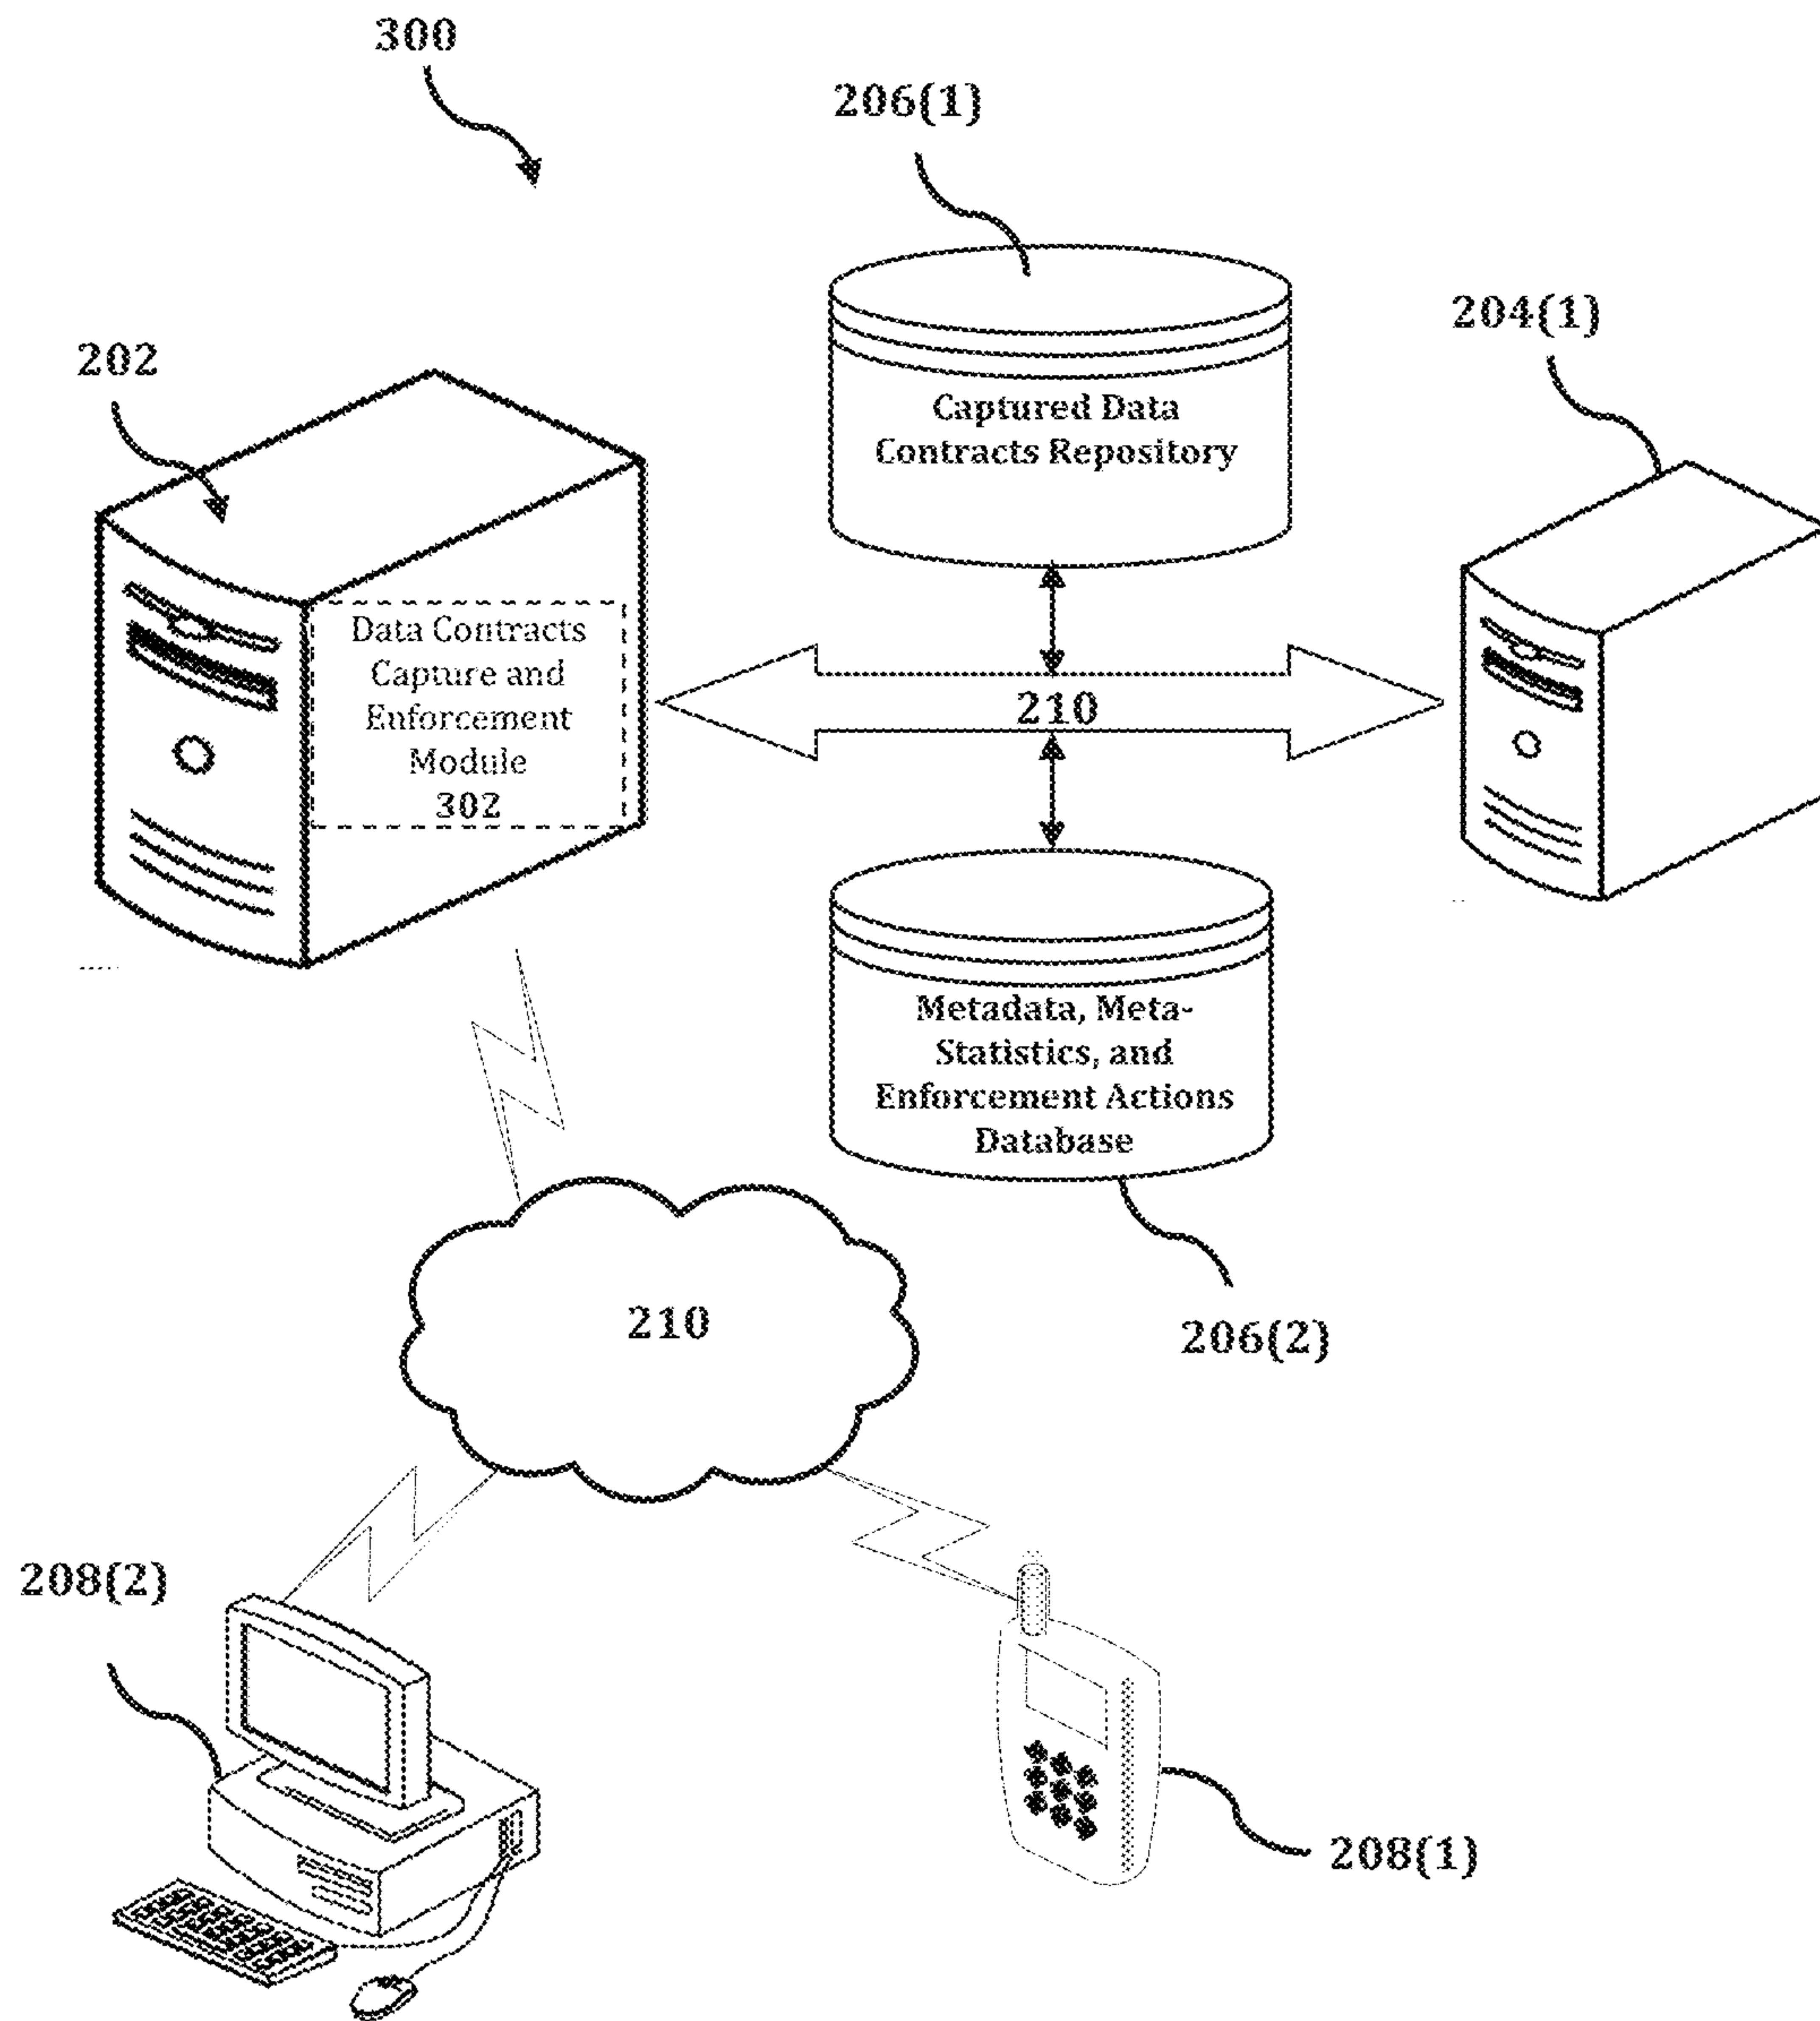 300
206(1)
204(1)
202
Captured Data
Contracts Repository
Data Contracts
Capture and
Enforcement
Module
302
210
Metadata, Meta-
Statistics, and
Enforcement Actions
Database
206(2)
210
208(2)
208(1)